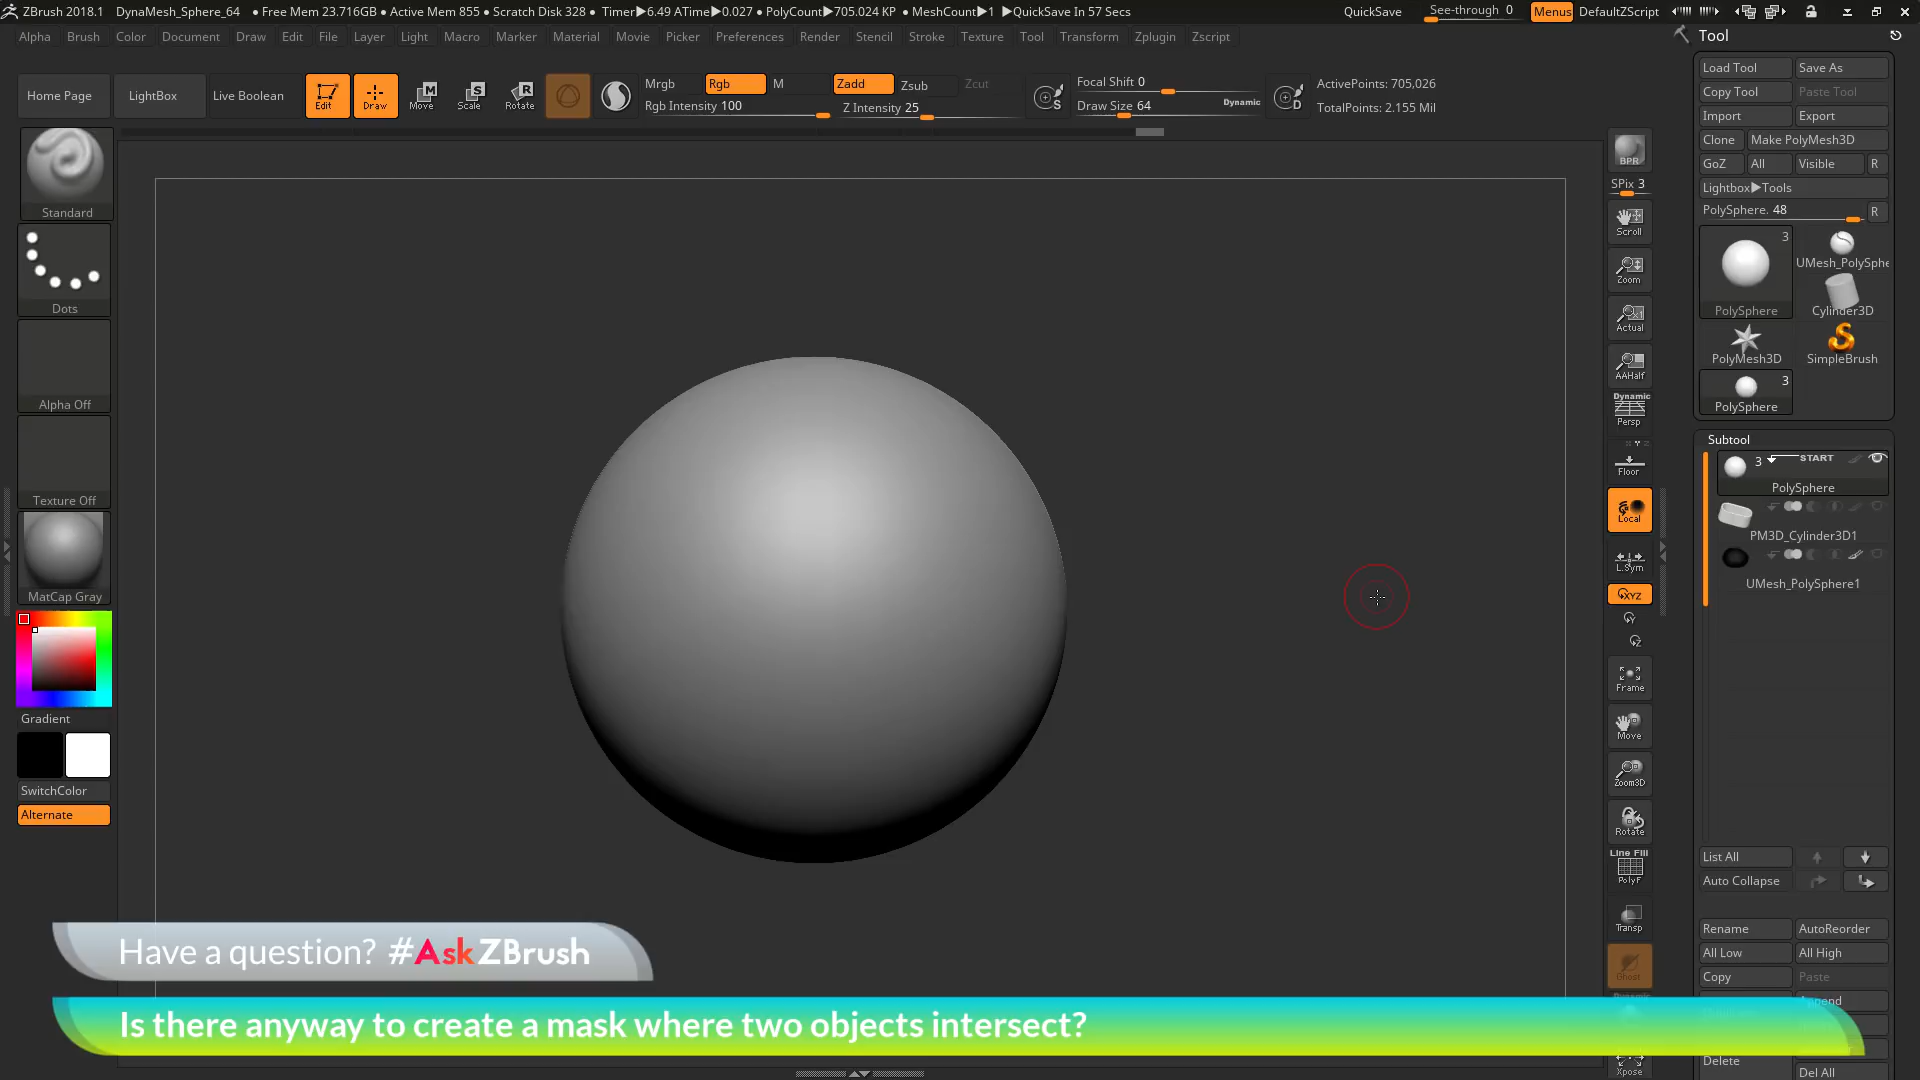 ZBrush 2018.1 DynaMesh_Sphere_64 • Free Mem 23.716GB • Active Mem 855 • Scratch Disk 328 • Timer▶6.49 ATime▶0.027 • PolyCount▶705.024 KP • MeshCount▶1 ▶QuickSave In 57 Secs QuickSave See-through 0 Menus DefaultZScript
Alpha Brush Color Document Draw Edit File Layer Light Macro Marker Material Movie Picker Preferences Render Stencil Stroke Texture Tool Transform Zplugin Zscript
Home Page LightBox Live Boolean Edit Draw Move Scale Rotate
Mrgb Rgb M Zadd Zsub Zcut
Rgb Intensity 100 Z Intensity 25
Focal Shift 0
Draw Size 64 Dynamic
ActivePoints: 705,026
TotalPoints: 2.155 Mil
Standard
Dots
Alpha Off
Texture Off
MatCap Gray
Gradient
SwitchColor
Alternate
BPR
SPix 3
Scroll
Zoom
Actual
AAHalf
Dynamic
Persp
Floor
Local
L.Sym
XYZ
Frame
Move
Zoom3D
Rotate
Line Fill
PolyF
Transp
Ghost
Xpose
Tool
Load Tool Save As
Copy Tool Paste Tool
Import Export
Clone Make PolyMesh3D
GoZ All Visible R
Lightbox▶Tools
PolySphere. 48 R
3
PolySphere
UMesh_PolySphe
Cylinder3D
PolyMesh3D SimpleBrush
3
PolySphere
Subtool
3 START
PolySphere
PM3D_Cylinder3D1
UMesh_PolySphere1
List All
Auto Collapse
Rename AutoReorder
All Low All High
Copy Paste
Append
Delete
Del All
Have a question? #AskZBrush
Is there anyway to create a mask where two objects intersect?